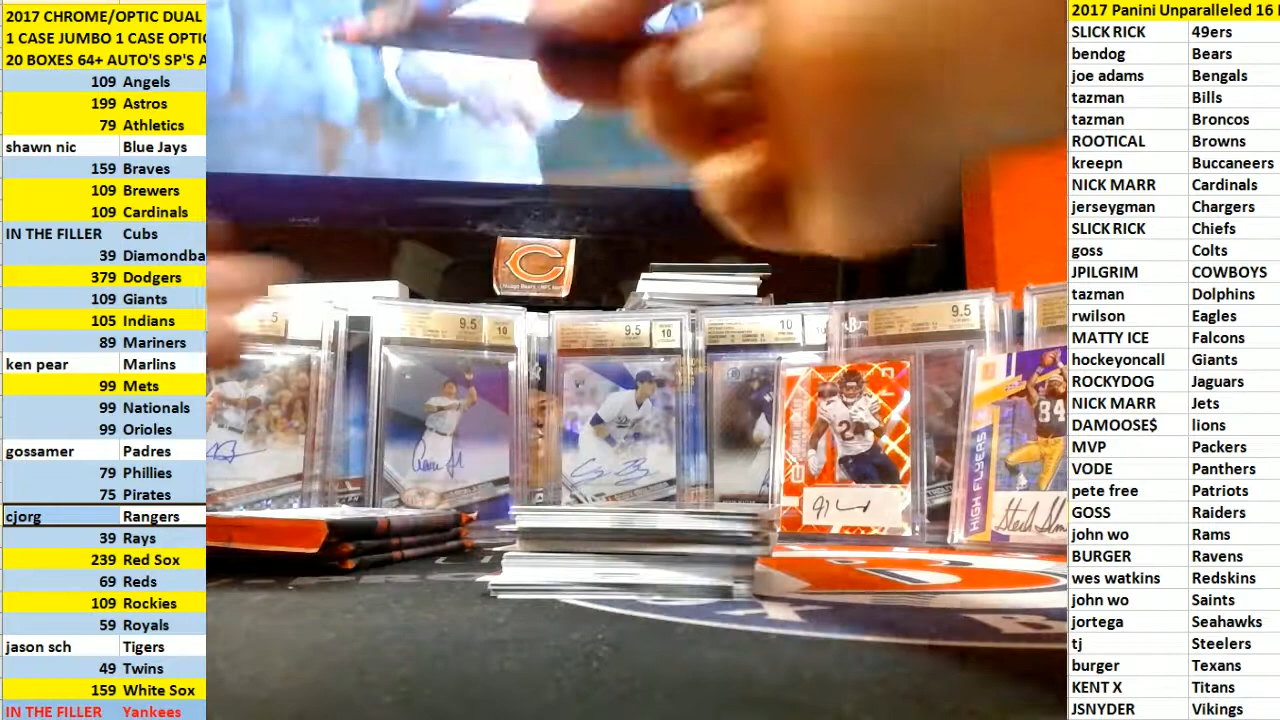 2017 CHROME/OPTIC DUAL
1 CASE JUMBO 1 CASE OPTIC
20 BOXES 64+ AUTO'S SP'S A
109 Angels
199 Astros
79 Athletics
shawn nic Blue Jays
159 Braves
109 Brewers
109 Cardinals
IN THE FILLER Cubs
39 Diamondba
379 Dodgers
109 Giants
105 Indians
89 Mariners
ken pear Marlins
99 Mets
99 Nationals
99 Orioles
gossamer Padres
79 Phillies
75 Pirates
cjorg Rangers
39 Rays
239 Red Sox
69 Reds
109 Rockies
59 Royals
jason sch Tigers
49 Twins
159 White Sox
IN THE FILLER Yankees
C
9.5
10
9.5
10
10
9.5
84
HIGH FLYERS
2017 Panini Unparalleled 16
SLICK RICK 49ers
bendog Bears
joe adams Bengals
tazman Bills
tazman Broncos
ROOTICAL Browns
kreepn Buccaneers
NICK MARR Cardinals
jerseygman Chargers
SLICK RICK Chiefs
goss Colts
JPILGRIM COWBOYS
tazman Dolphins
rwilson Eagles
MATTY ICE Falcons
hockeyoncall Giants
ROCKYDOG Jaguars
NICK MARR Jets
DAMOOSE$ lions
MVP Packers
VODE Panthers
pete free Patriots
GOSS Raiders
john wo Rams
BURGER Ravens
wes watkins Redskins
john wo Saints
jortega Seahawks
tj Steelers
burger Texans
KENT X Titans
JSNYDER Vikings